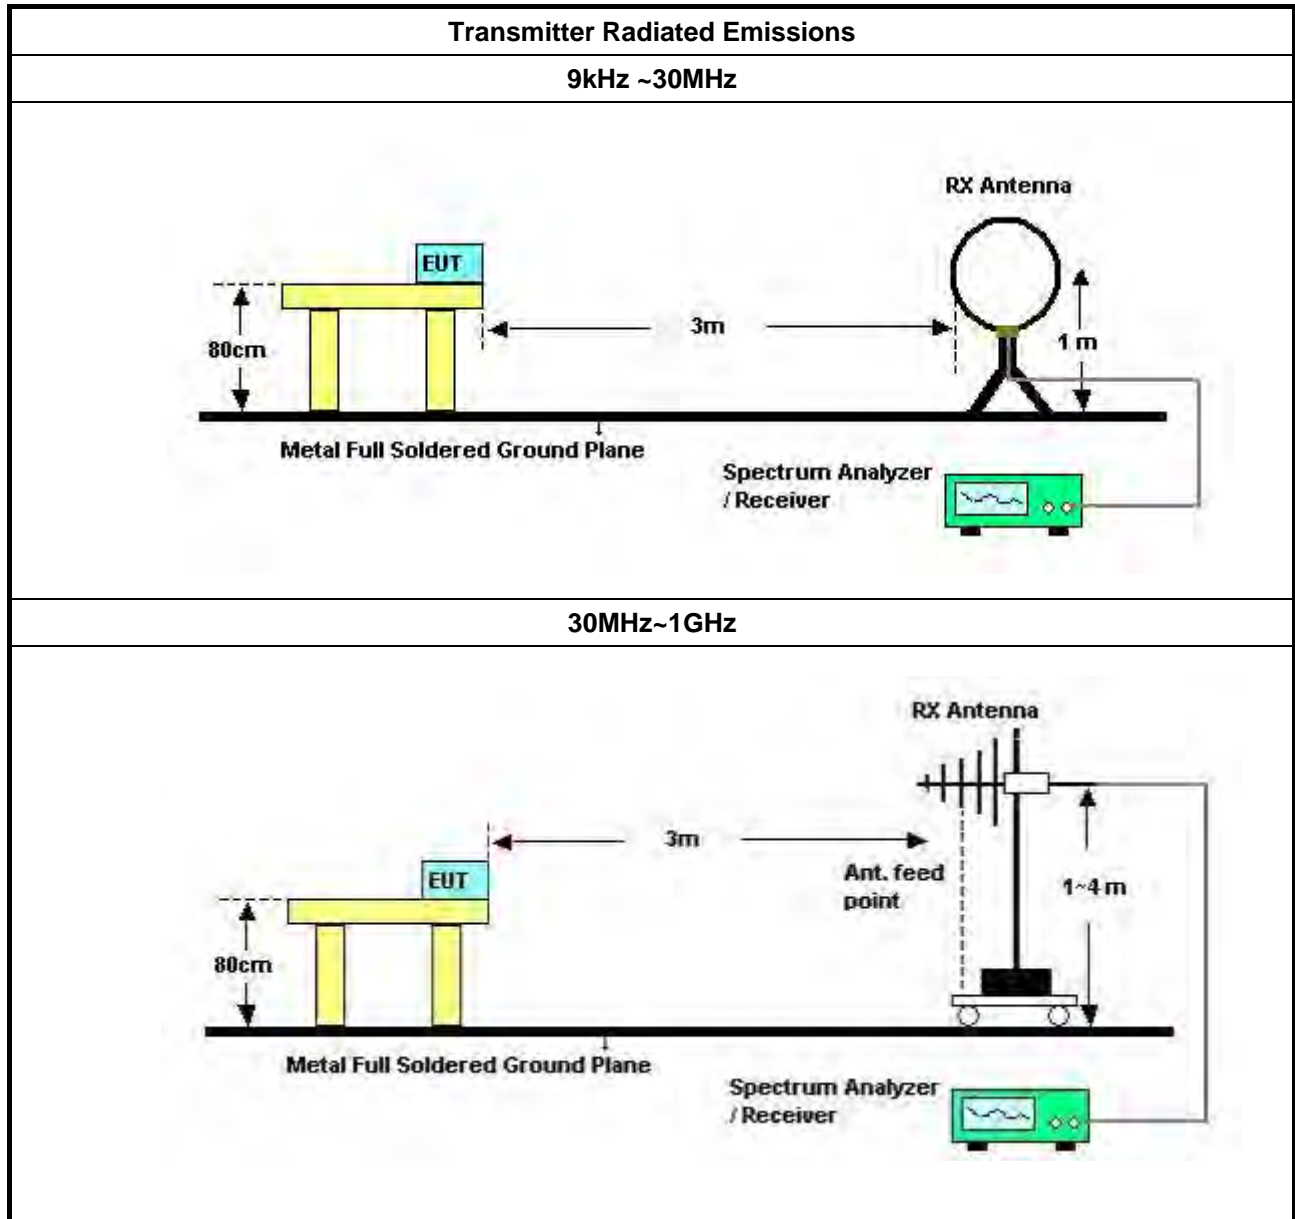 Transmitter Radiated Emissions
9kHz ~30MHz
RX Antenna
EUT
3m
80cm
1 m
Metal Full Soldered Ground Plane
Spectrum Analyzer
/ Receiver
30MHz~1GHz
RX Antenna
3m
EUT
Ant. feed
point
1~4 m
80cm
Metal Full Soldered Ground Plane
Spectrum Analyzer
/ Receiver